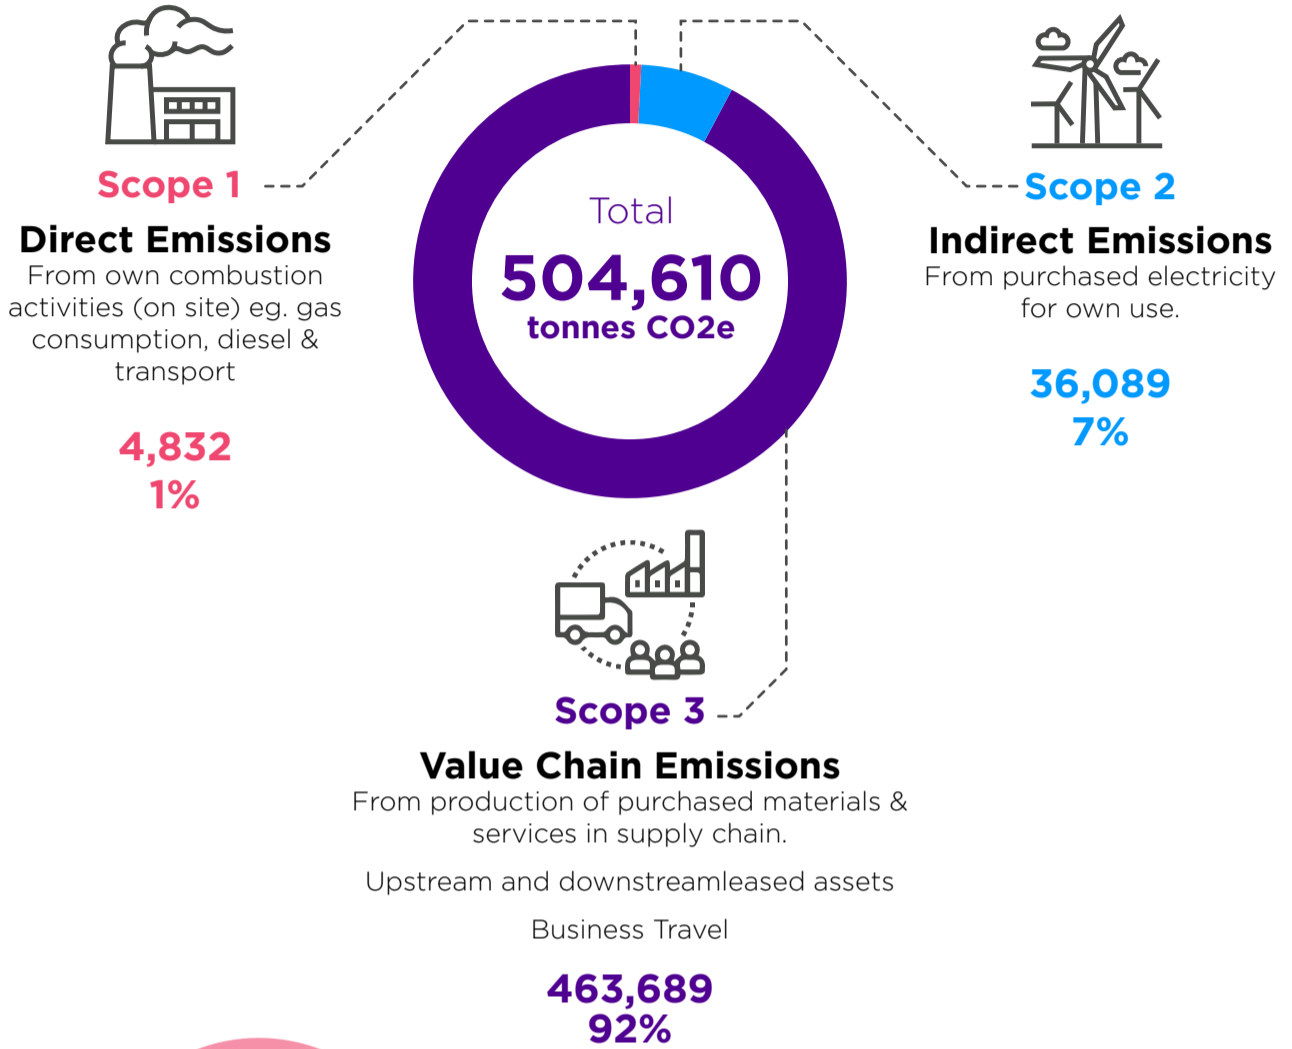 Scope 1
Direct Emissions
From own combustion
activities (on site) eg. gas
consumption, diesel &
transport
4,832
1%
Total
504,610
tonnes CO2e
Scope 2
Indirect Emissions
From purchased electricity
for own use.
36,089
7%
Scope 3
Value Chain Emissions
From production of purchased materials &
services in supply chain.
Upstream and downstreamleased assets
Business Travel
463,689
92%